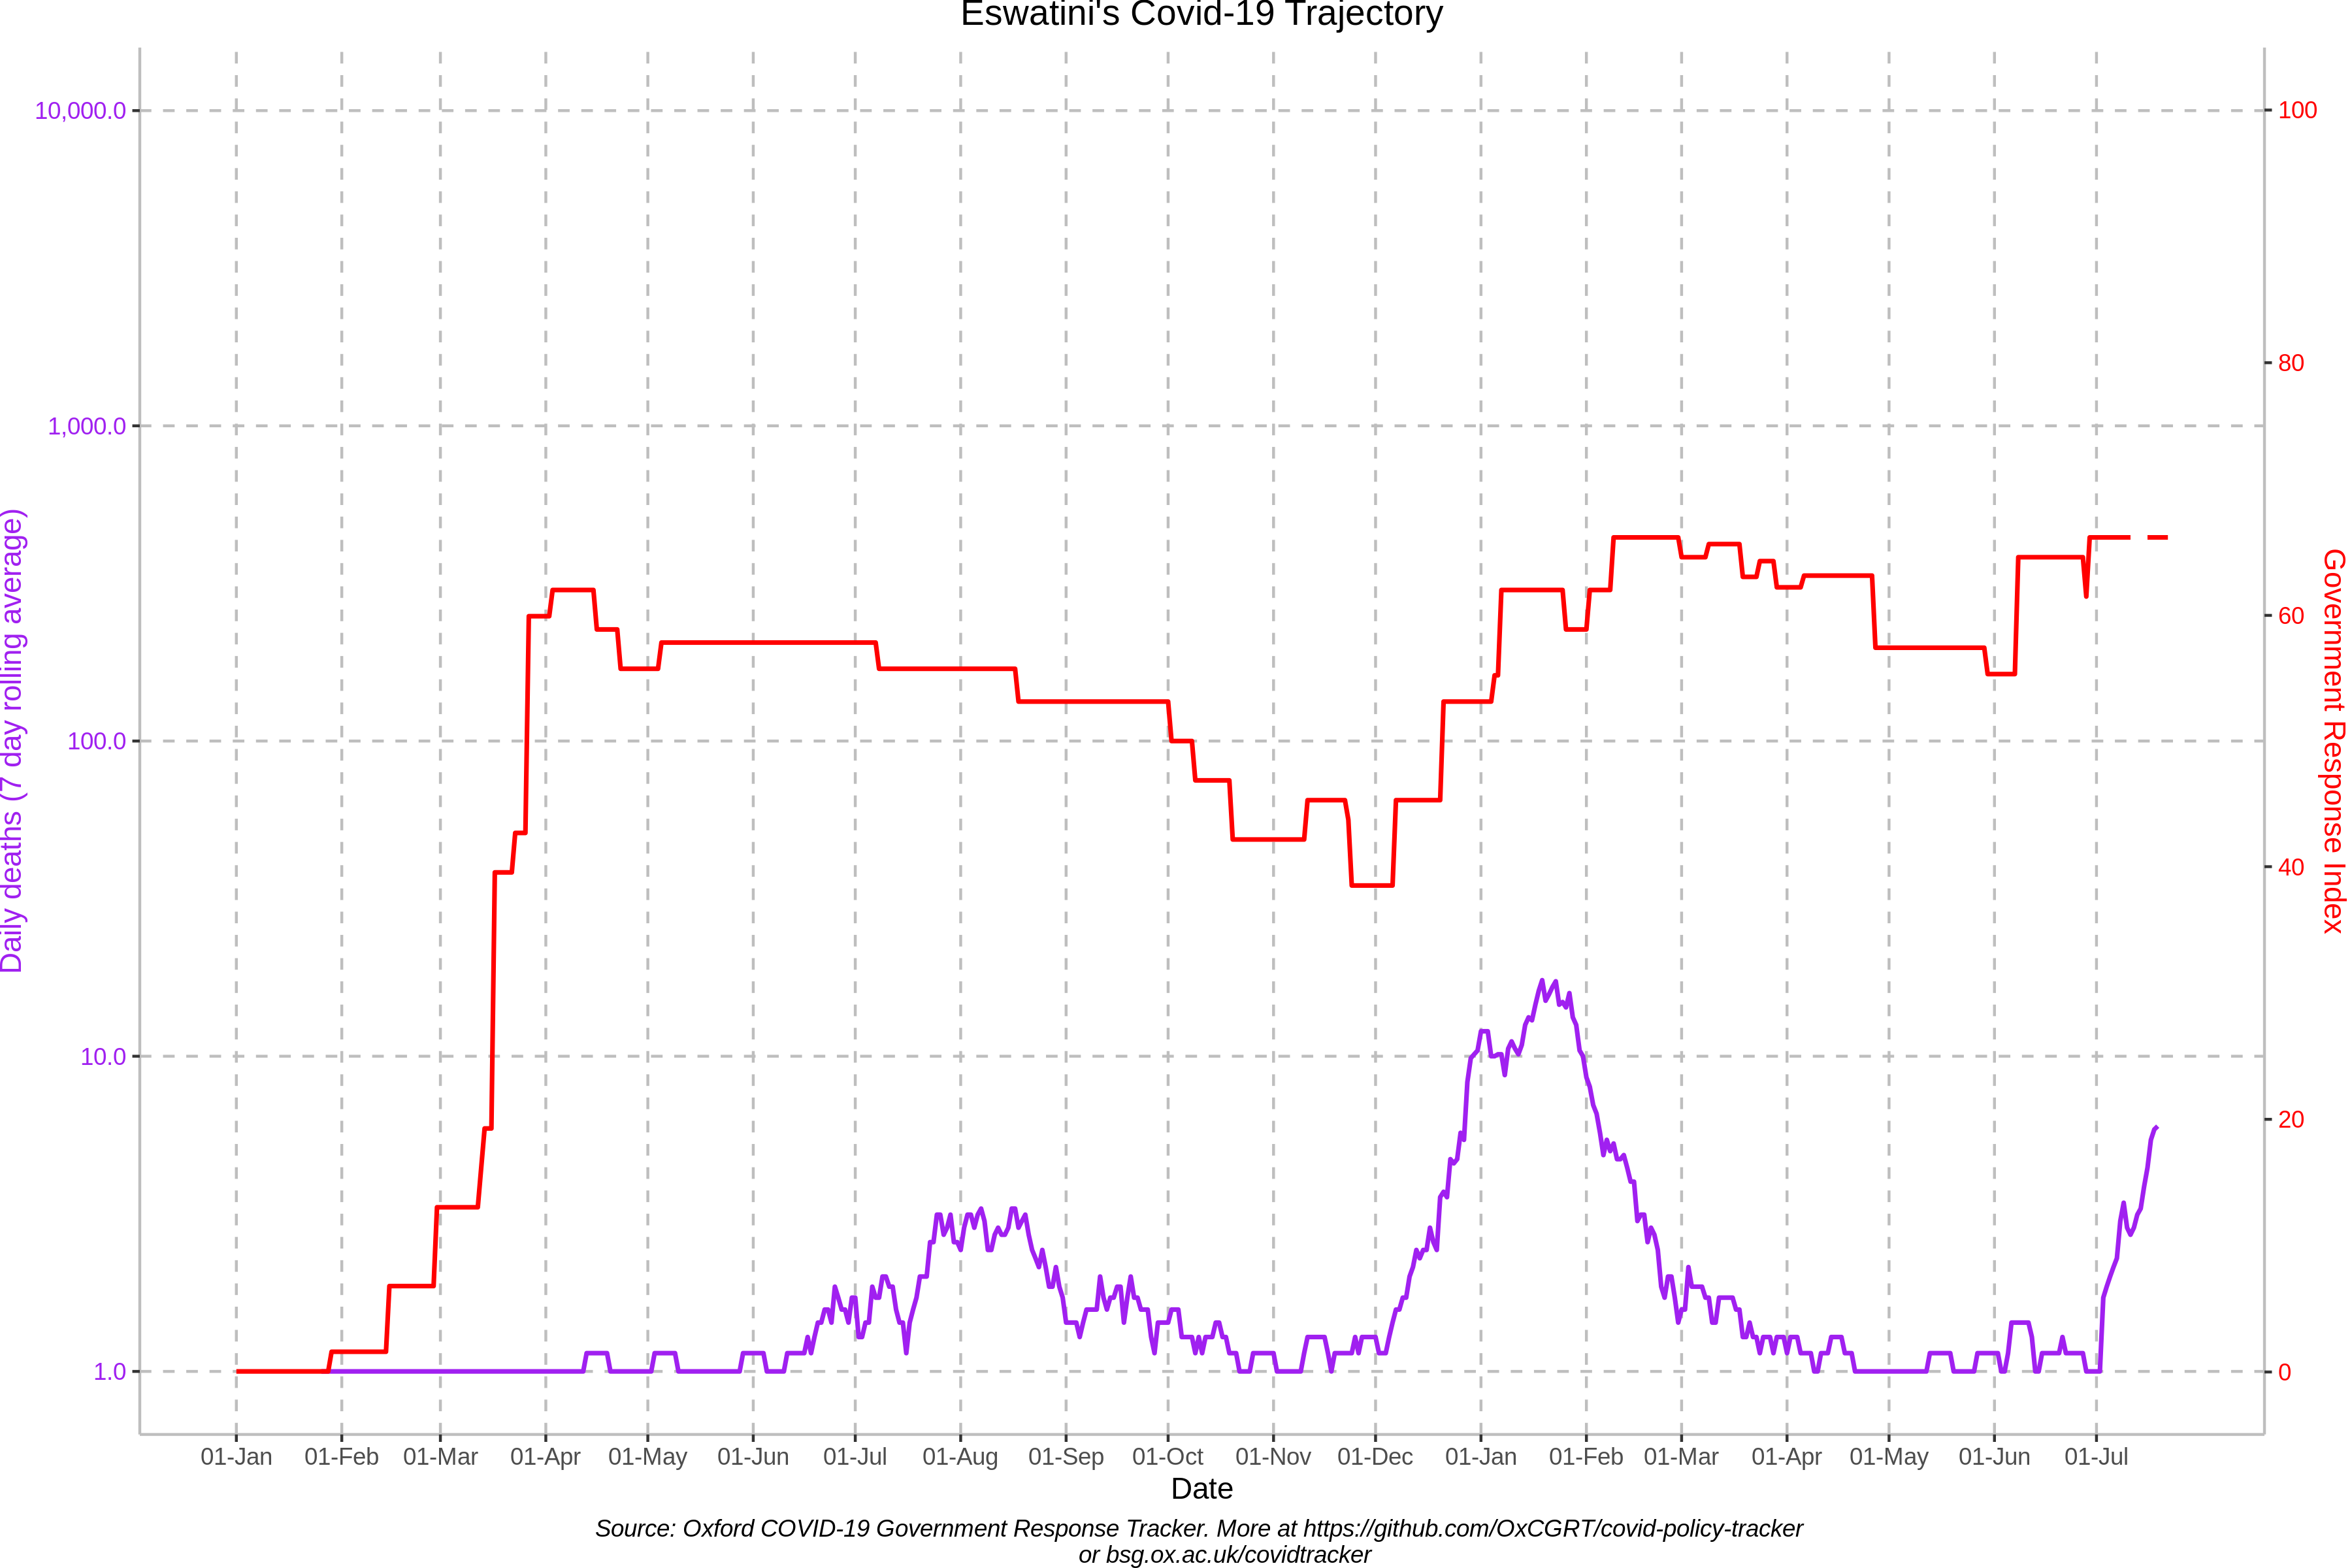 Eswatini's Covid-19 Trajectory
10,000.0
1,000.0
100.0
10.0
1.0
Daily deaths (7 day rolling average)
100
80
60
40
20
0
Government Response Index
01-Jan 01-Feb 01-Mar 01-Apr 01-May 01-Jun 01-Jul 01-Aug 01-Sep 01-Oct 01-Nov 01-Dec 01-Jan 01-Feb 01-Mar 01-Apr 01-May 01-Jun 01-Jul
Date
Source: Oxford COVID-19 Government Response Tracker. More at https://github.com/OxCGRT/covid-policy-tracker
or bsg.ox.ac.uk/covidtracker